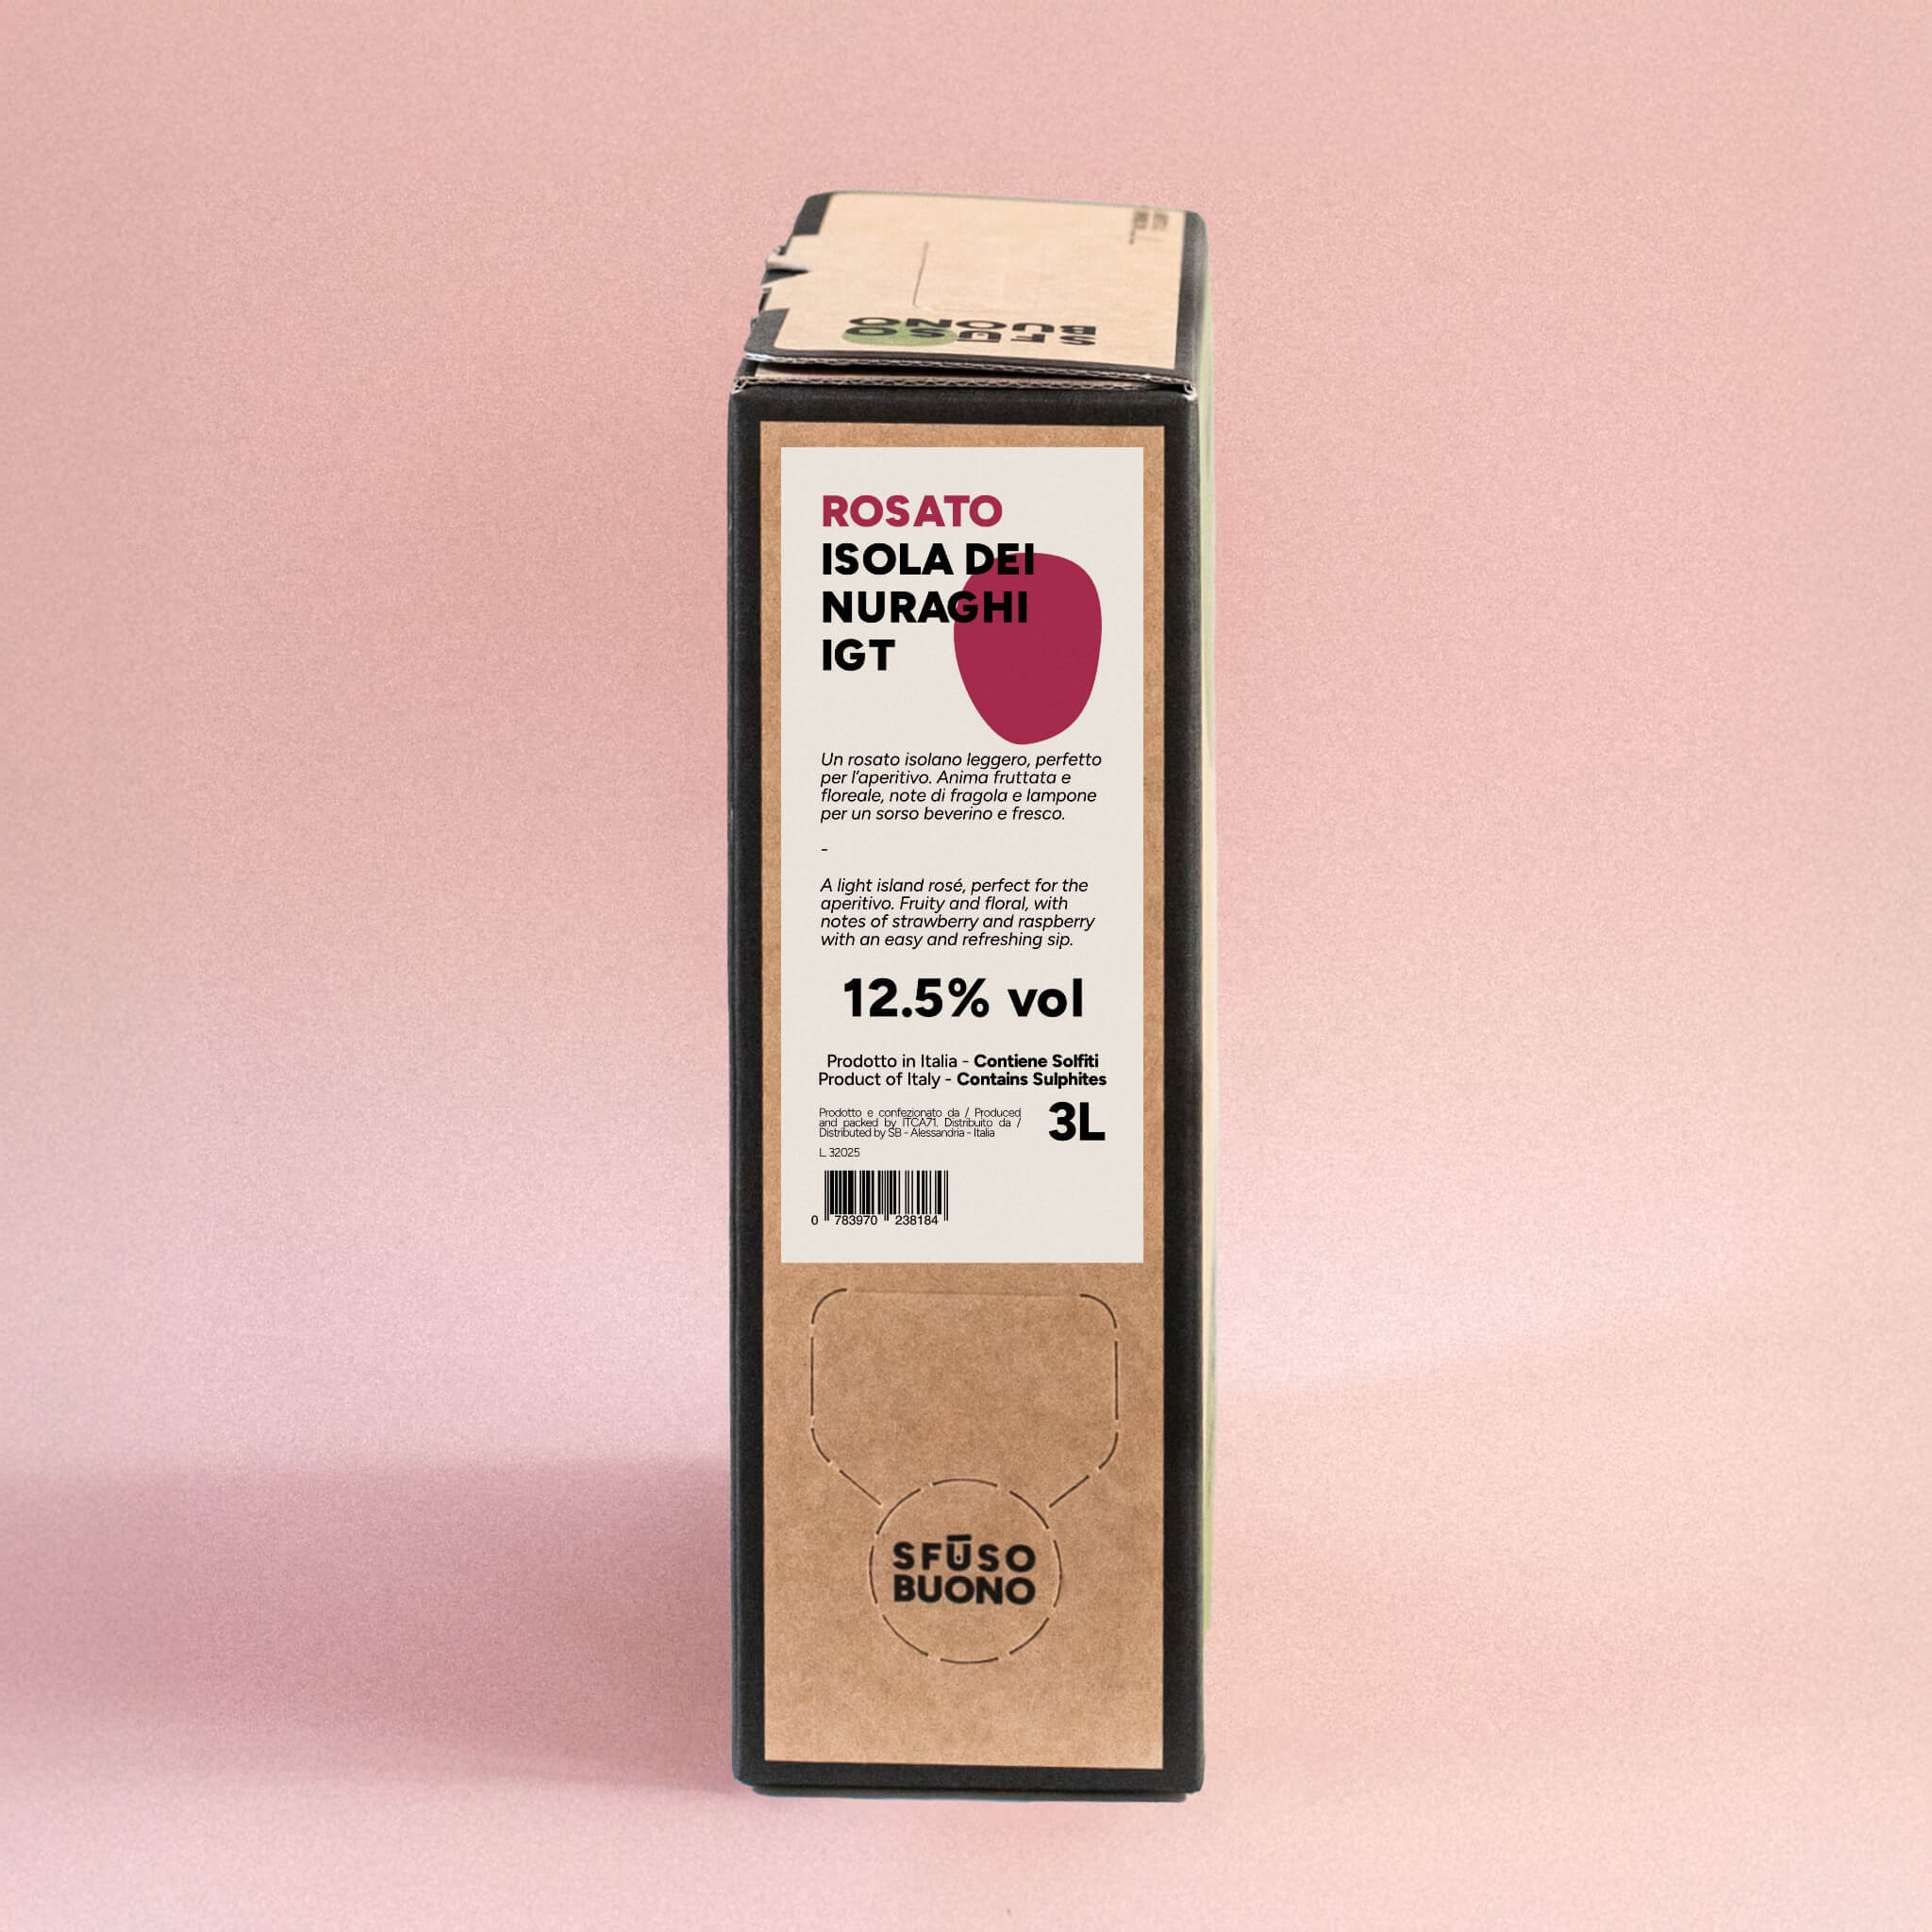 SFUSO
BUONO
ROSATO
ISOLA DEI
NURAGHI
IGT
Un rosato isolano leggero, perfetto
per l'aperitivo. Anima fruttata e
floreale, note di fragola e lampone
per un sorso beverino e fresco.
-
A light island rosé, perfect for the
aperitivo. Fruity and floral, with
notes of strawberry and raspberry
with an easy and refreshing sip.
12.5% vol
Prodotto in Italia - Contiene Solfiti
Product of Italy - Contains Sulphites
Prodotto e confezionato da / Produced
and packed by ITCA71. Distribuito da /
Distributed by SB - Alessandria - Italia
3L
L. 32025
0 783970 238184
SFŪSO
BUONO